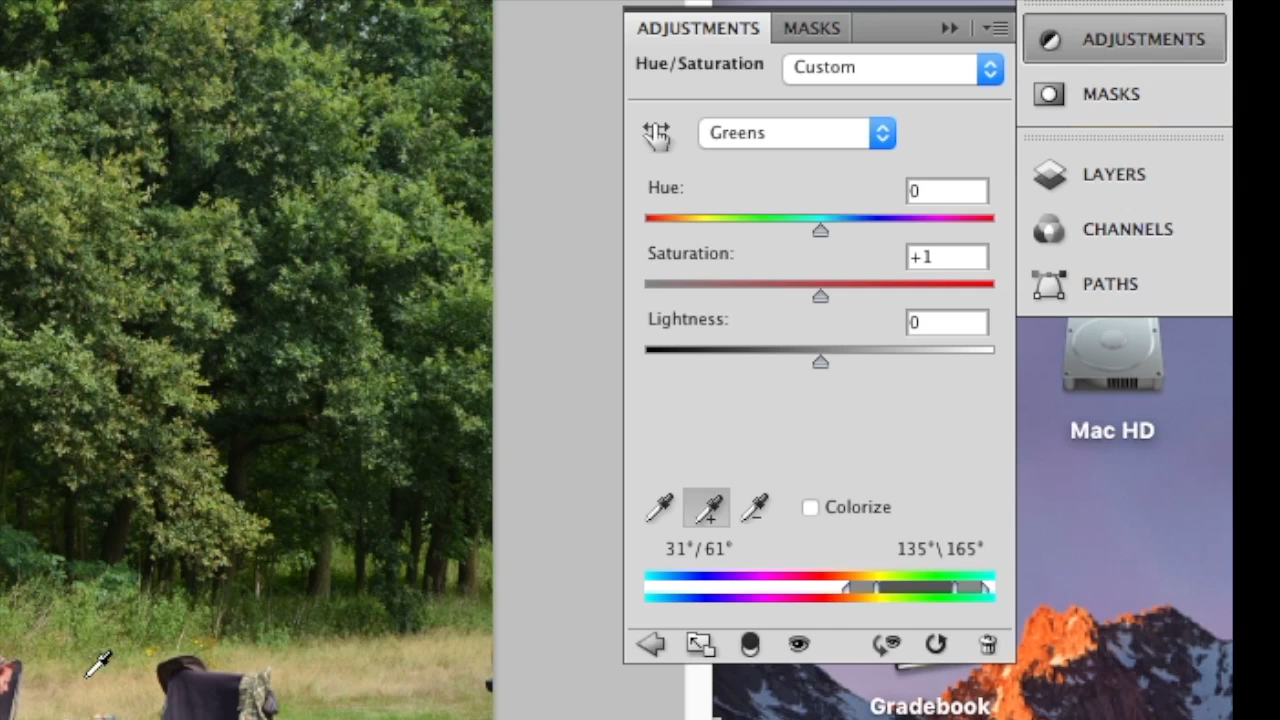 ADJUSTMENTS MASKS
Hue/Saturation Custom
Greens
Hue: 0
Saturation: +1
Lightness: 0
Colorize
31°/61° 135°\165°
ADJUSTMENTS
MASKS
LAYERS
CHANNELS
PATHS
Mac HD
Gradebook